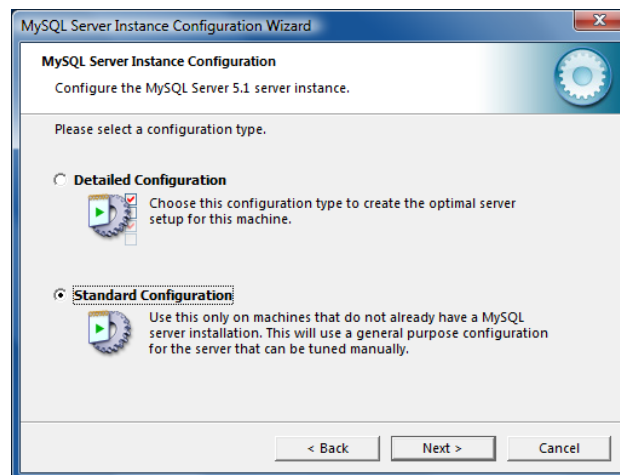 MySQL Server Instance Configuration Wizard
MySQL Server Instance Configuration
Configure the MySQL Server 5.1 server instance.
Please select a configuration type.
Detailed Configuration
Choose this configuration type to create the optimal server
setup for this machine.
Standard Configuration
Use this only on machines that do not already have a MySQL
server installation. This will use a general purpose configuration
for the server that can be tuned manually.
< Back
Next >
Cancel